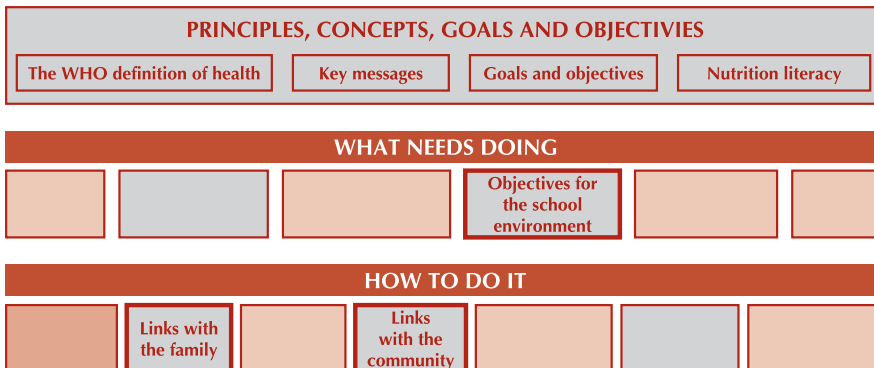 PRINCIPLES, CONCEPTS, GOALS AND OBJECTIVIES
The WHO definition of health
Key messages
Goals and objectives
Nutrition literacy
WHAT NEEDS DOING
Objectives for
the school
environment
HOW TO DO IT
Links with
the family
Links
with the
community